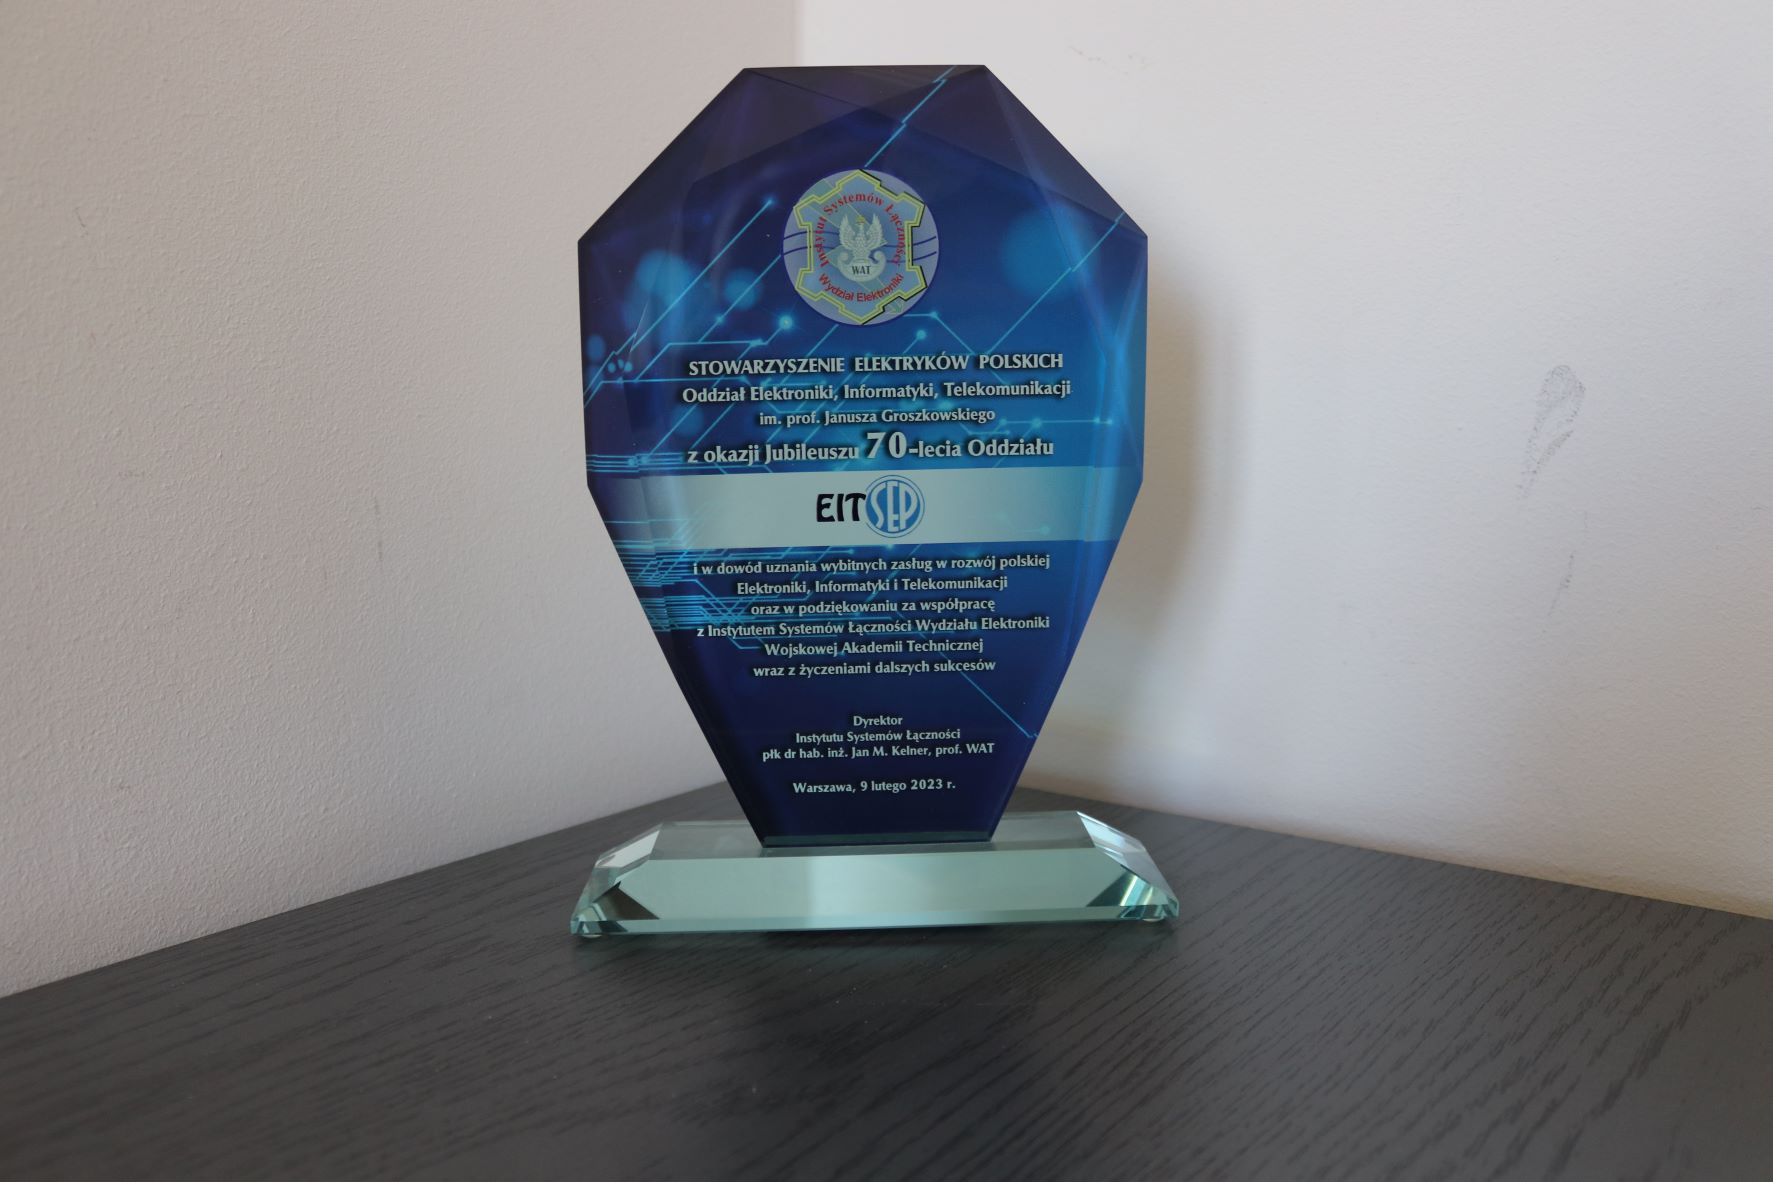 Instytut Systemów Łączności
WAT
Wydział Elektroniki
STOWARZYSZENIE ELEKTRYKÓW POLSKICH
Oddział Elektroniki, Informatyki, Telekomunikacji
im. prof. Janusza Groszkowskiego
z okazji Jubileuszu 70-lecia Oddziału
EIT SEP
i w dowód uznania wybitnych zasług w rozwój polskiej
Elektroniki, Informatyki i Telekomunikacji
oraz w podziękowaniu za współpracę
z Instytutem Systemów Łączności Wydziału Elektroniki
Wojskowej Akademii Technicznej
wraz z życzeniami dalszych sukcesów
Dyrektor
Instytutu Systemów Łączności
płk dr hab. inż. Jan M. Kelner, prof. WAT
Warszawa, 9 lutego 2023 r.